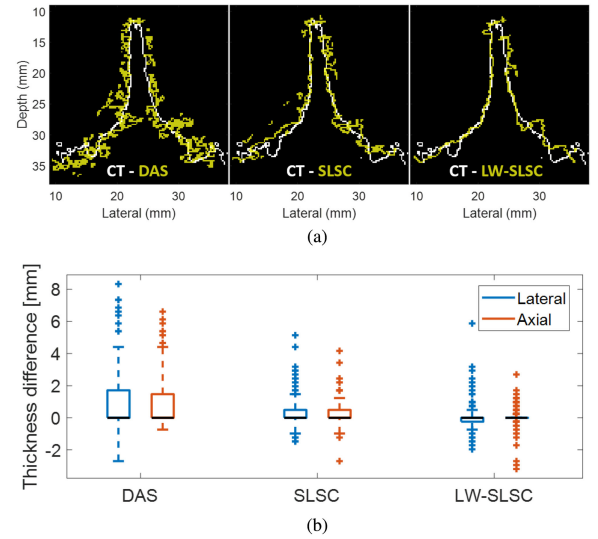 10
15
20
25
30
35
Depth (mm)
CT - DAS
CT - SLSC
CT - LW-SLSC
10 20 30
10 20 30
10 20 30
Lateral (mm)
Lateral (mm)
Lateral (mm)
(a)
Thickness difference [mm]
8
6
4
2
0
-2
Lateral
Axial
DAS
SLSC
LW-SLSC
(b)